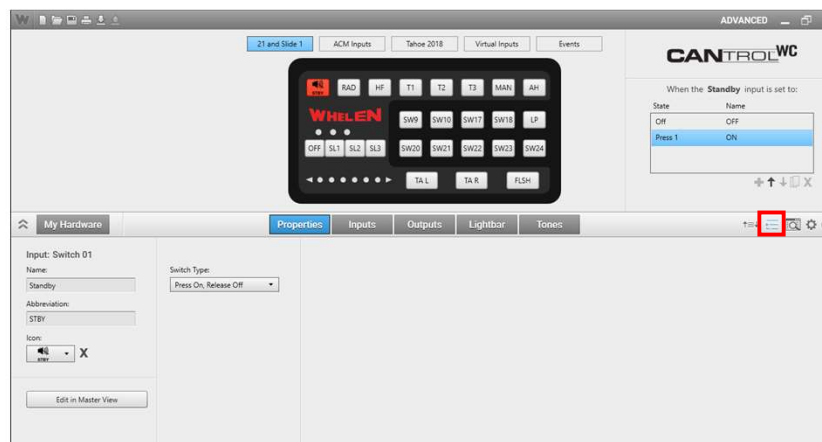 W
ADVANCED
21 and Slide 1 ACM Inputs Tahoe 2018 Virtual Inputs Events
CANTROLWC
STBY RAD HF T1 T2 T3 MAN AH
When the Standby input is set to:
State Name
Off OFF
Press 1 ON
WHELEN
SW9 SW10 SW17 SW18 LP
OFF SL1 SL2 SL3 SW20 SW21 SW22 SW23 SW24
TA L TA R FLSH
X
My Hardware Properties Inputs Outputs Lightbar Tones
Input: Switch 01
Name:
Standby
Abbreviation:
STBY
Icon:
STBY X
Edit in Master View
Switch Type:
Press On, Release Off